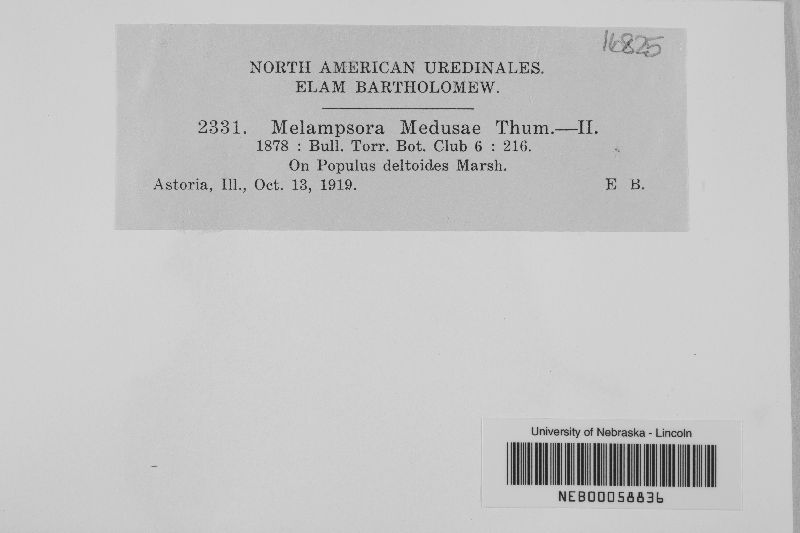 16825
NORTH AMERICAN UREDINALES.
ELAM BARTHOLOMEW.
2331. Melampsora Medusae Thum.—II.
1878 : Bull. Torr. Bot. Club 6 : 216.
On Populus deltoides Marsh.
Astoria, Ill., Oct. 13, 1919. E B.
University of Nebraska - Lincoln
NEB00058836